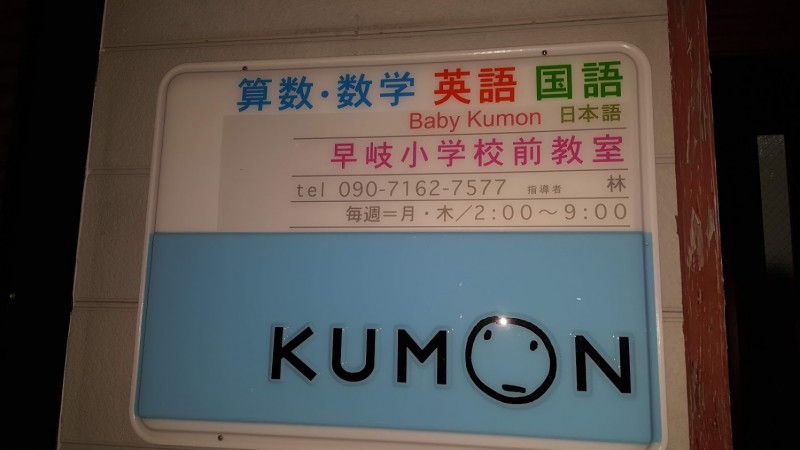 算数・数学 英語 国語
Baby Kumon 日本語
早岐小学校前教室
tel 090-7162-7577 指導者 林
毎週＝月・木／2:00〜9:00
KUMON